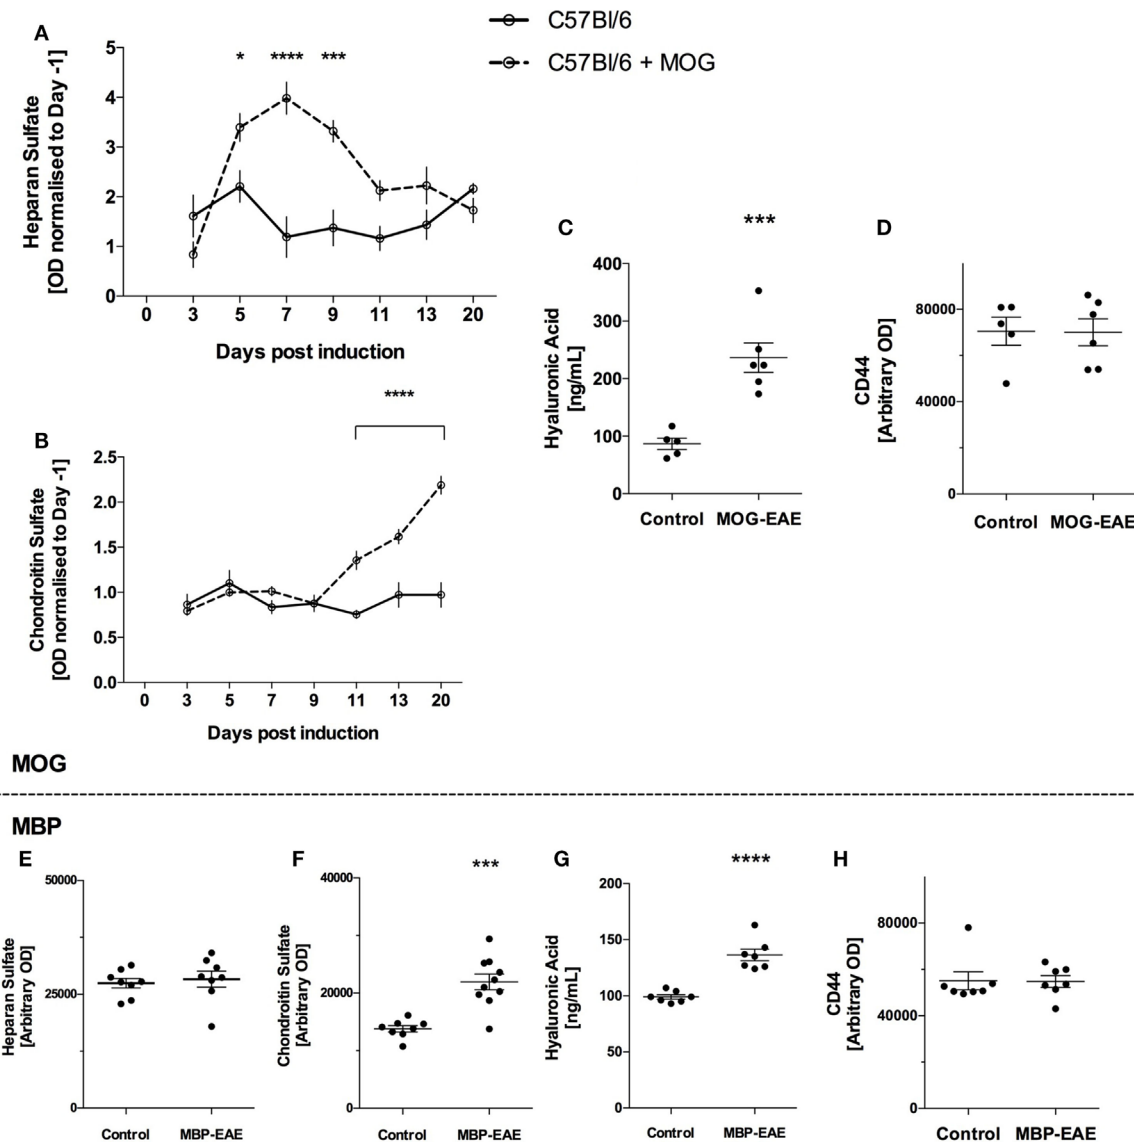 C57Bl/6
C57Bl/6 + MOG
A
* **** ***
Heparan Sulfate
[OD normalised to Day -1]
5
4
3
2
1
0
0 3 5 7 9 11 13 20
Days post induction
B
****
Chondroitin Sulfate
[OD normalised to Day -1]
2.5
2.0
1.5
1.0
0.5
0.0
0 3 5 7 9 11 13 20
Days post induction
C
***
Hyaluronic Acid
[ng/mL]
400
300
200
100
0
Control MOG-EAE
D
CD44
[Arbitrary OD]
80000
40000
0
Control MOG-EAE
MOG
MBP
E
Heparan Sulfate
[Arbitrary OD]
50000
25000
0
Control MBP-EAE
F
***
Chondroitin Sulfate
[Arbitrary OD]
40000
20000
0
Control MBP-EAE
G
****
Hyaluronic Acid
[ng/mL]
200
150
100
50
0
Control MBP-EAE
H
CD44
[Arbitrary OD]
80000
40000
0
Control MBP-EAE